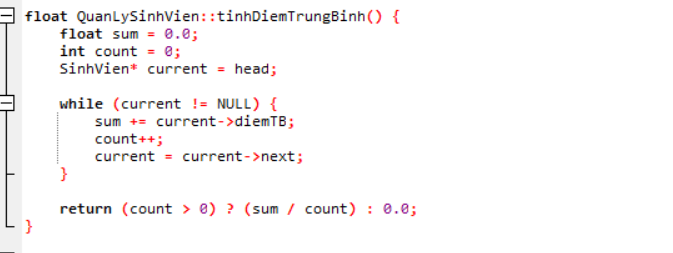 float QuanLySinhVien::tinhDiemTrungBinh() {
    float sum = 0.0;
    int count = 0;
    SinhVien* current = head;

    while (current != NULL) {
        sum += current->diemTB;
        count++;
        current = current->next;
    }

    return (count > 0) ? (sum / count) : 0.0;
}